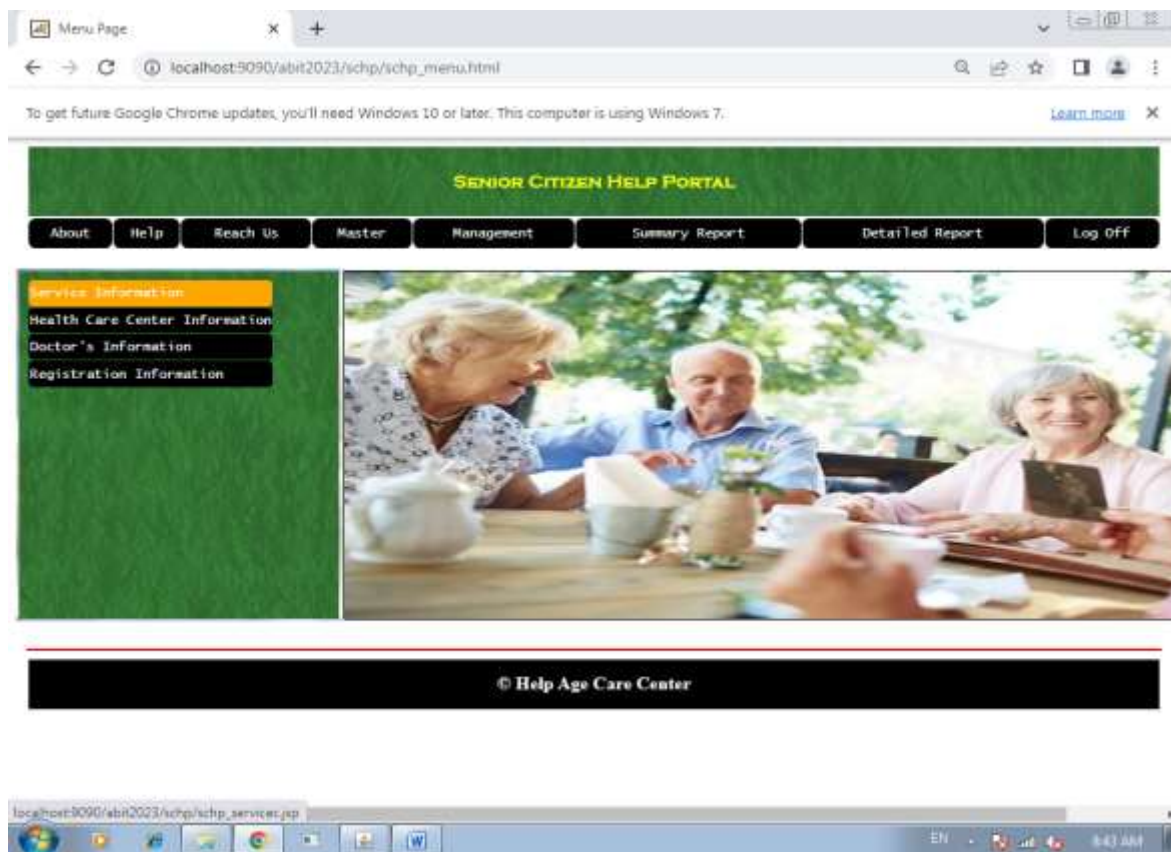 Menu Page
localhost:9090/abit2023/schp/schp_menu.html
To get future Google Chrome updates, you'll need Windows 10 or later. This computer is using Windows 7. Learn more
SENIOR CITIZEN HELP PORTAL
About Help Reach Us Master Management Summary Report Detailed Report Log Off
Service Information
Health Care Center Information
Doctor's Information
Registration Information
© Help Age Care Center
localhost:9090/abit2023/schp/schp_services.jsp
EN 8:43 AM